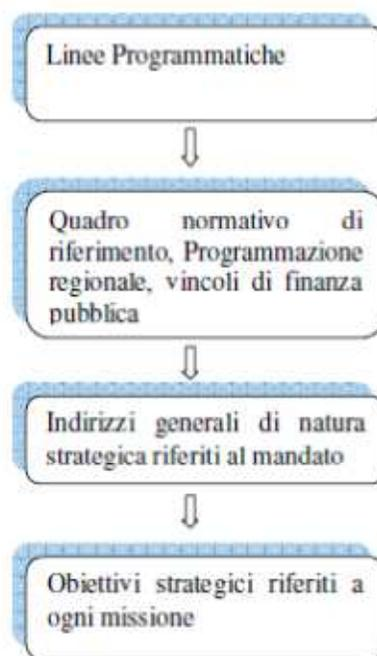 Linee Programmatiche
Quadro normativo di
riferimento, Programmazione
regionale, vincoli di finanza
pubblica
Indirizzi generali di natura
strategica riferiti al mandato
Obiettivi strategici riferiti a
ogni missione